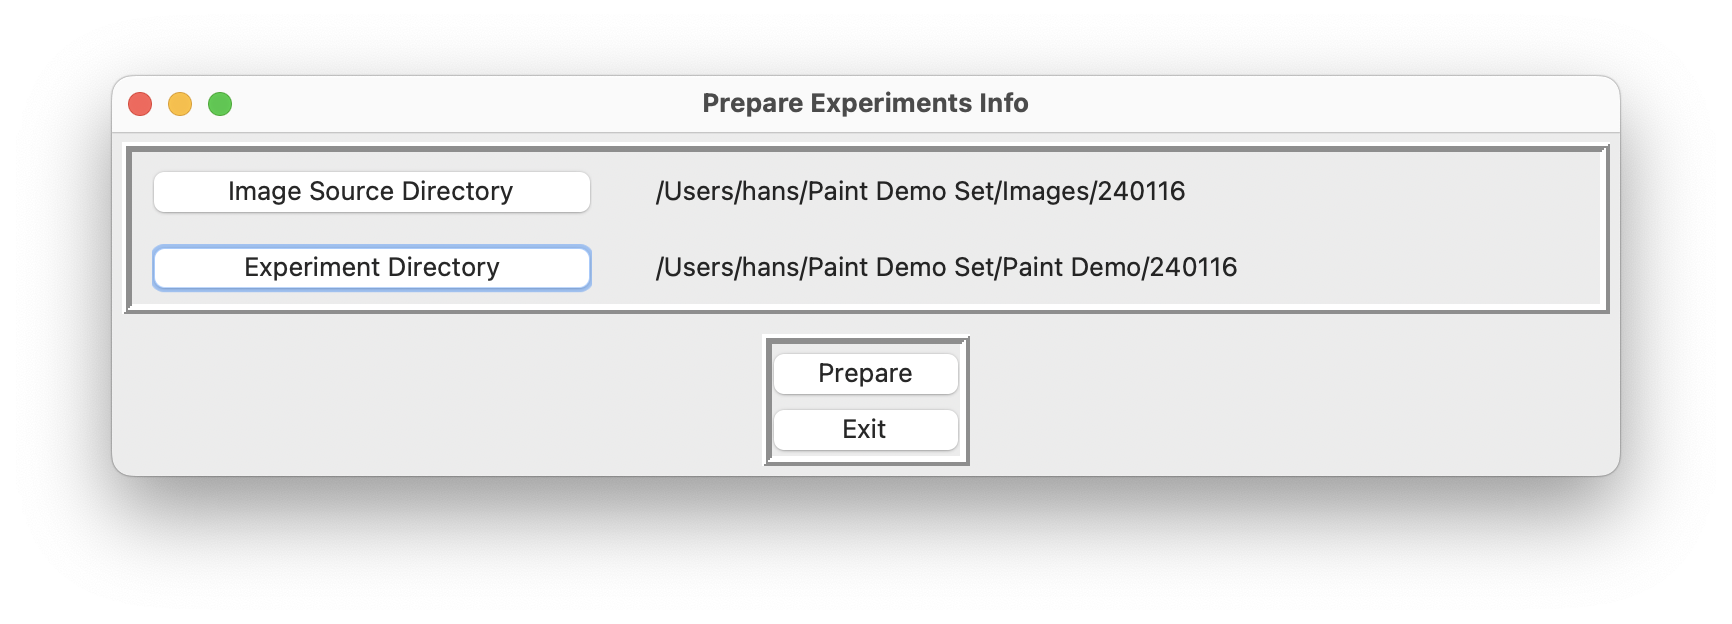 Prepare Experiments Info
Image Source Directory /Users/hans/Paint Demo Set/Images/240116
Experiment Directory /Users/hans/Paint Demo Set/Paint Demo/240116
Prepare
Exit